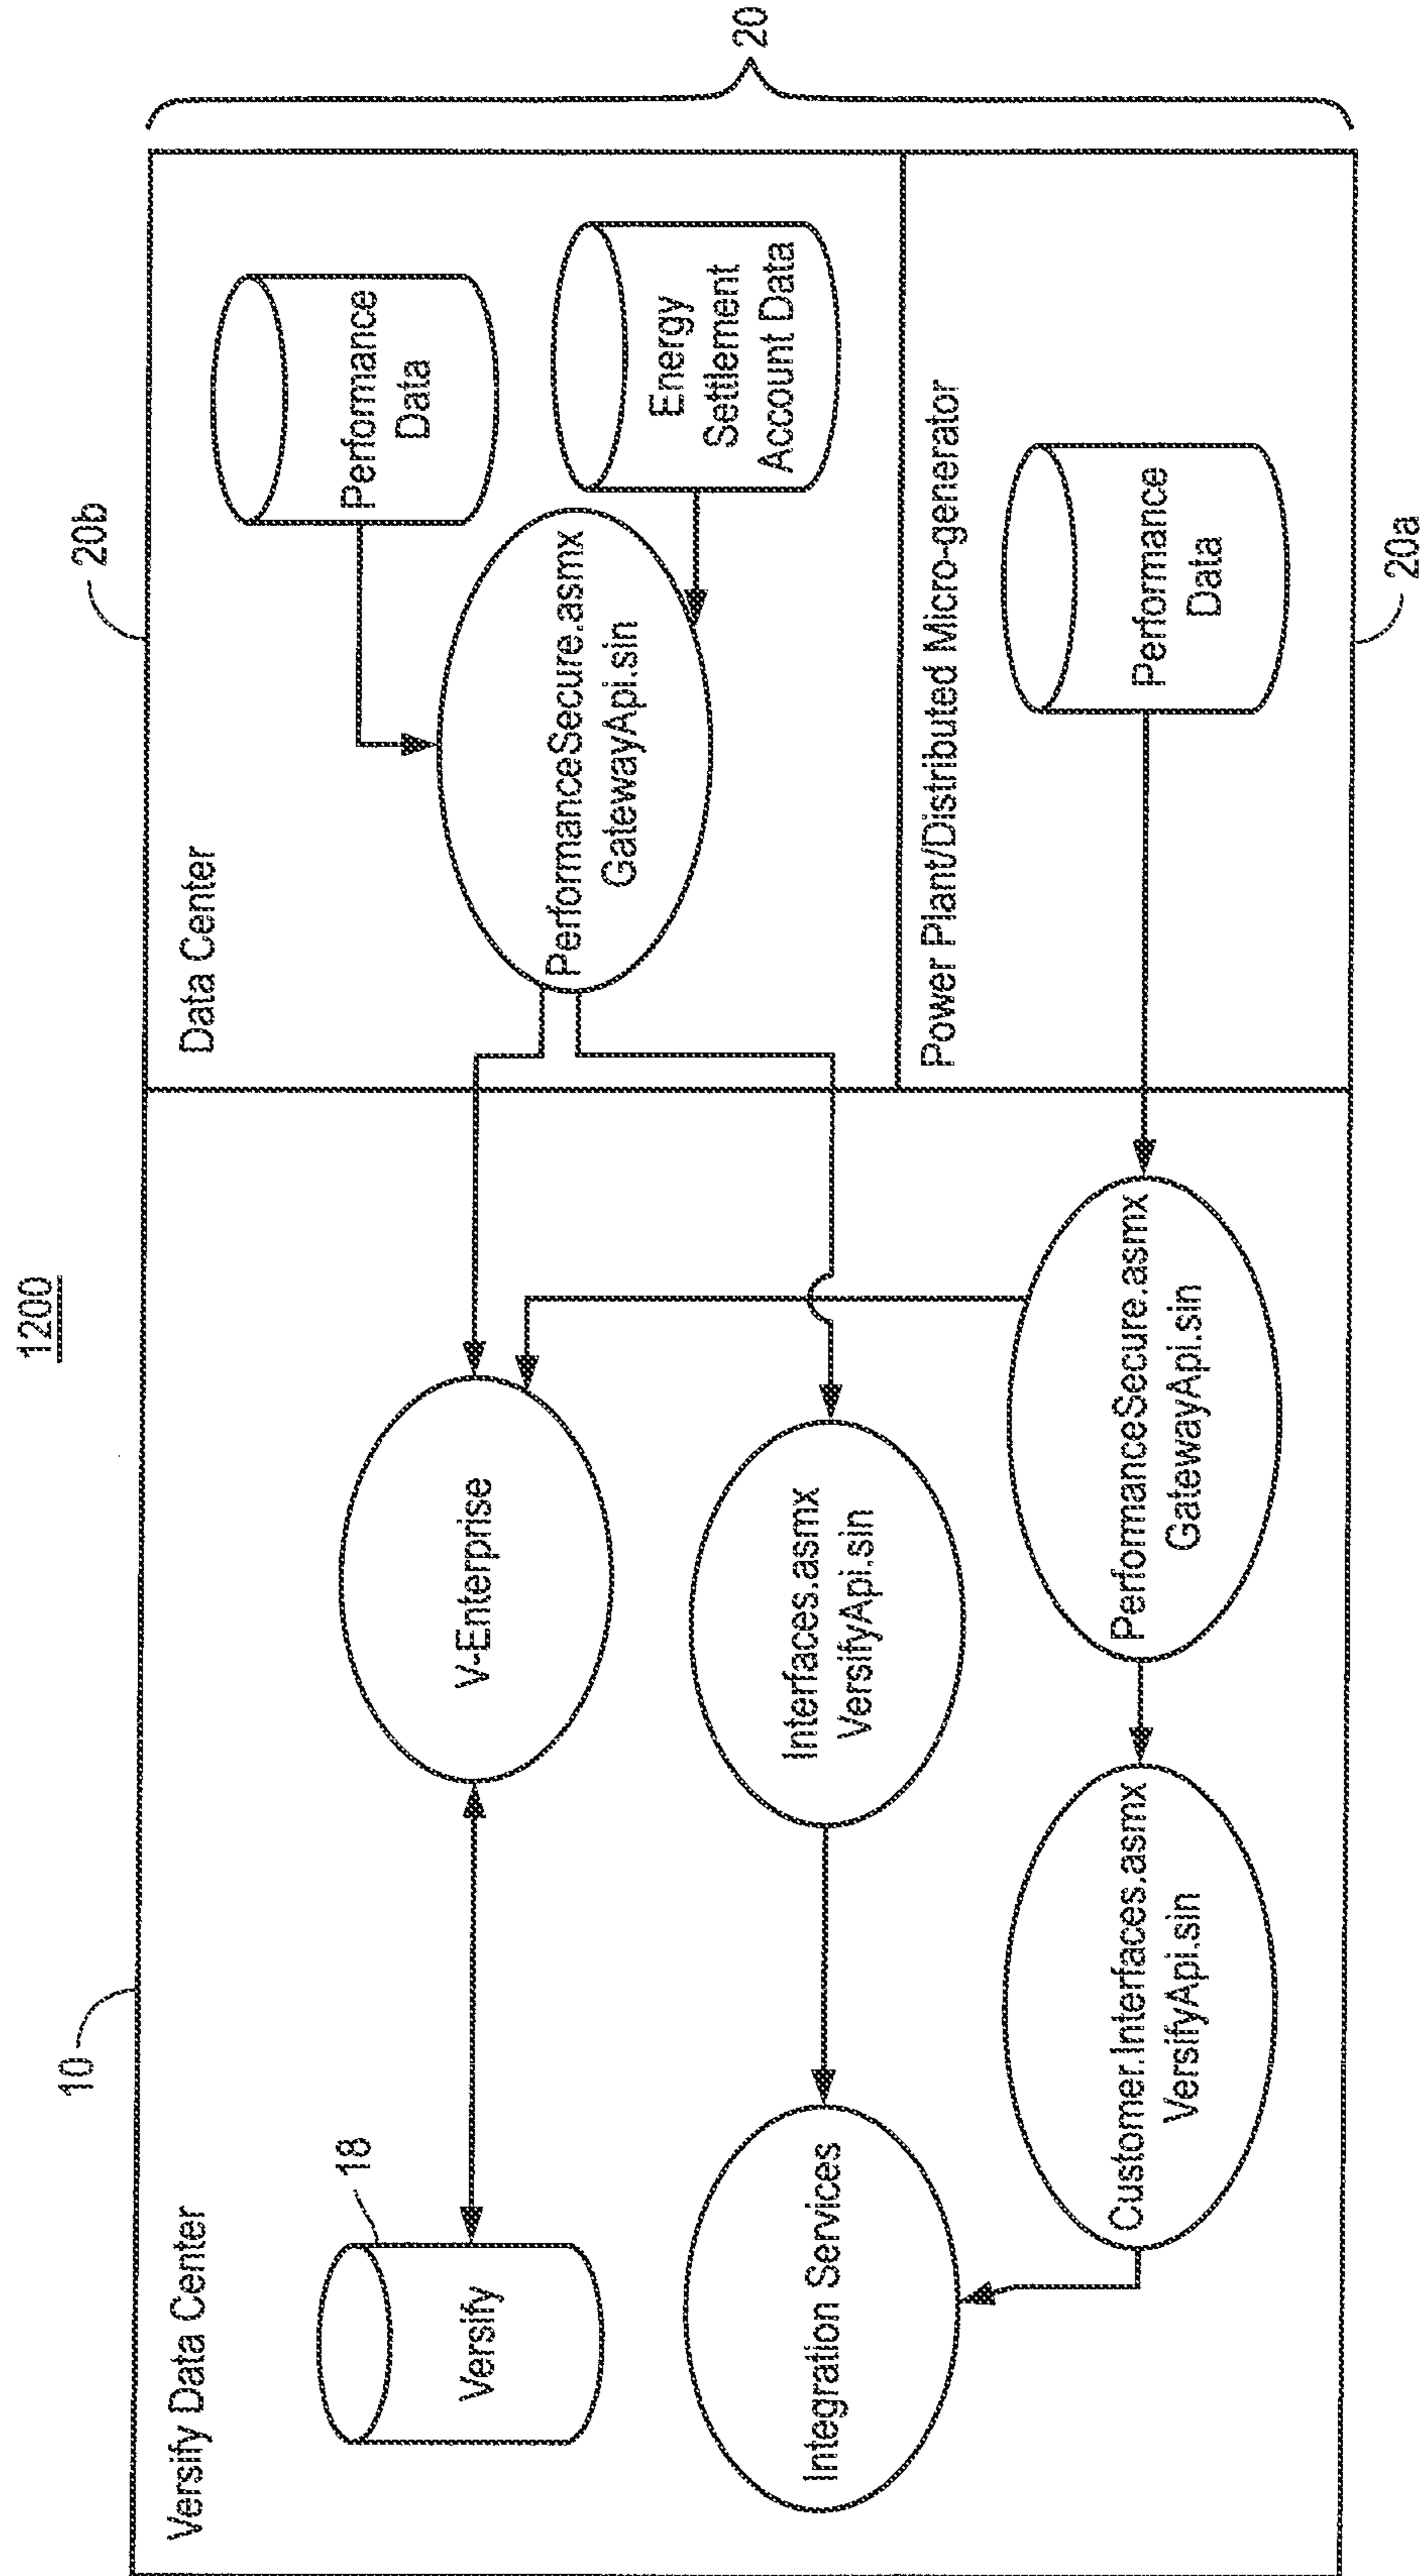 1200
10
20b
20
20a
Versify Data Center
Versify
18
V-Enterprise
Integration Services
Interfaces.asmx
VersifyApi.sin
Customer.Interfaces.asmx
VersifyApi.sin
PerformanceSecure.asmx
GatewayApi.sin
Data Center
PerformanceSecure.asmx
GatewayApi.sin
Performance
Data
Energy
Settlement
Account Data
Power Plant/Distributed Micro-generator
Performance
Data